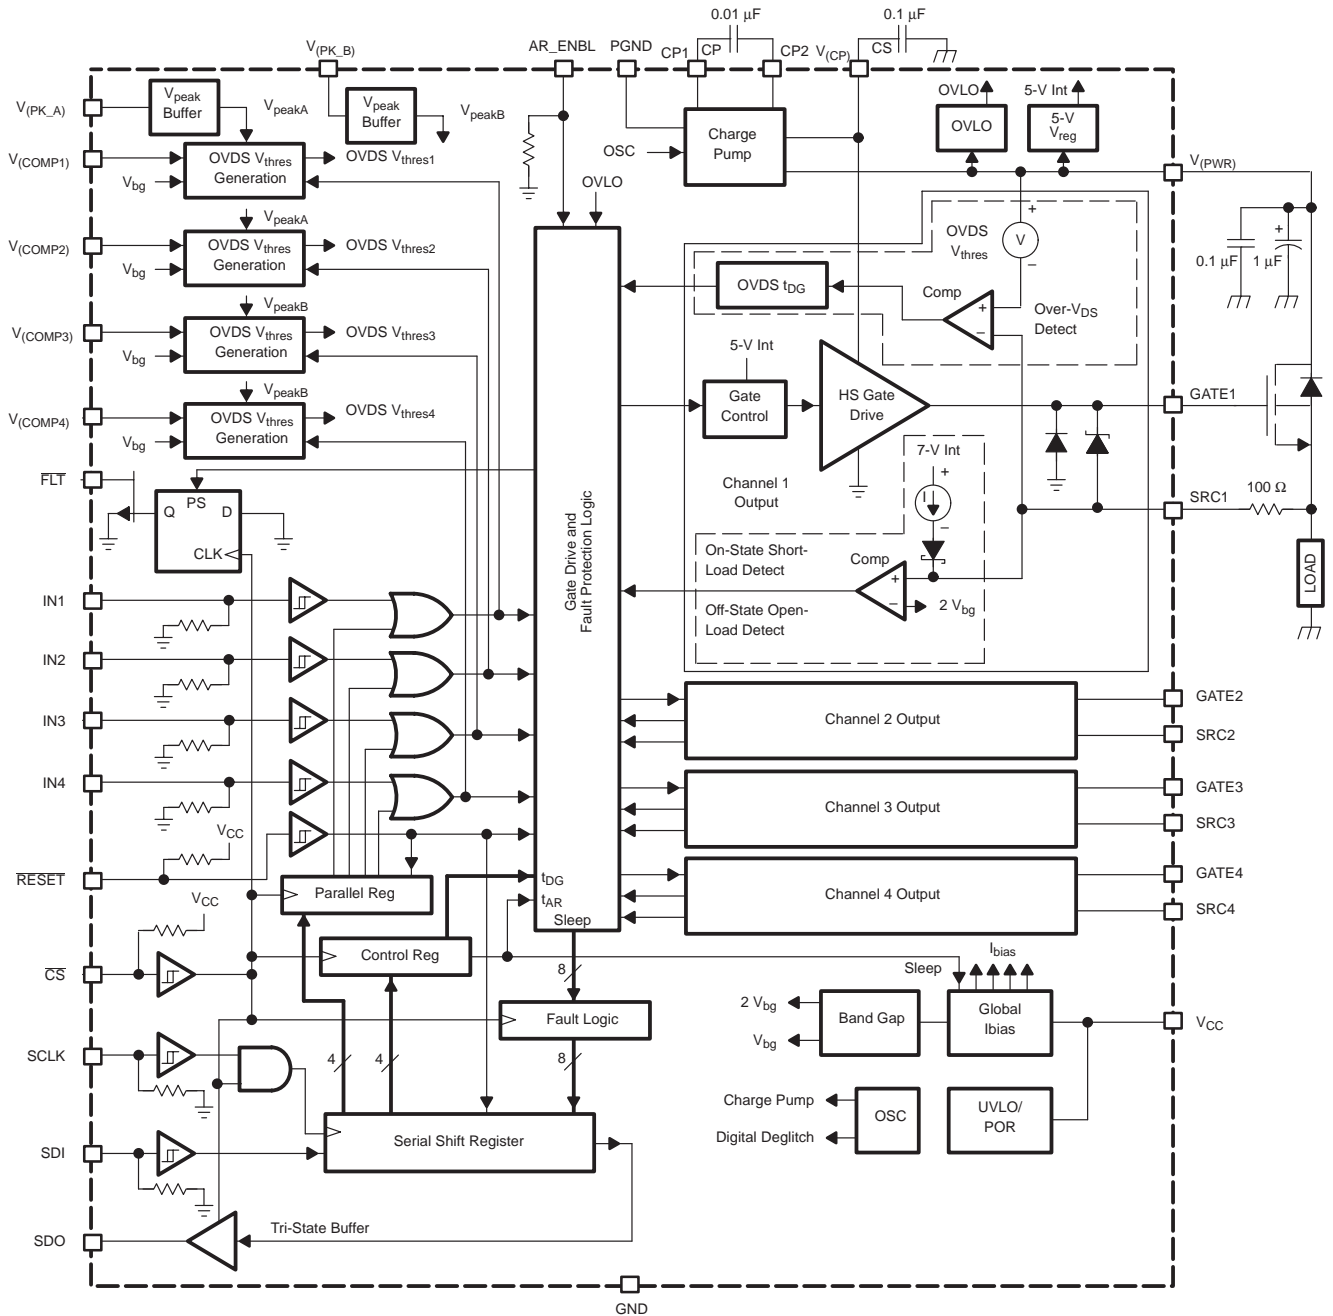 0.01 μF
0.1 μF
V(PK_B)
AR_ENBL
PGND
CP1
CP
CP2
V(CP)
CS
V(PK_A)
Vpeak
Buffer
VpeakA
Vpeak
Buffer
VpeakB
OSC
Charge
Pump
OVLO
OVLO
5-V Int
5-V
Vreg
V(PWR)
V(COMP1)
Vbg
OVDS Vthres
Generation
OVDS Vthres1
OVLO
VpeakA
V(COMP2)
Vbg
OVDS Vthres
Generation
OVDS Vthres2
VpeakB
V(COMP3)
Vbg
OVDS Vthres
Generation
OVDS Vthres3
VpeakB
V(COMP4)
Vbg
OVDS Vthres
Generation
OVDS Vthres4
OVDS
Vthres
+
V
–
OVDS tDG
Comp
+
–
Over-VDS
Detect
0.1 μF
+
1 μF
5-V Int
Gate
Control
HS Gate
Drive
GATE1
7-V Int
+
I
–
Channel 1
Output
SRC1
100 Ω
LOAD
On-State Short-
Load Detect
Comp
+
–
2 Vbg
Off-State Open-
Load Detect
FLT
PS
Q
D
CLK
Gate Drive and
Fault Protection Logic
IN1
IN2
IN3
IN4
VCC
RESET
Channel 2 Output
GATE2
SRC2
Channel 3 Output
GATE3
SRC3
Channel 4 Output
GATE4
SRC4
Parallel Reg
tDG
tAR
Sleep
VCC
CS
Control Reg
8
Fault Logic
8
Sleep
Ibias
2 Vbg
Vbg
Band Gap
Global
Ibias
VCC
SCLK
4
4
Charge Pump
Digital Deglitch
OSC
UVLO/
POR
SDI
Serial Shift Register
SDO
Tri-State Buffer
GND